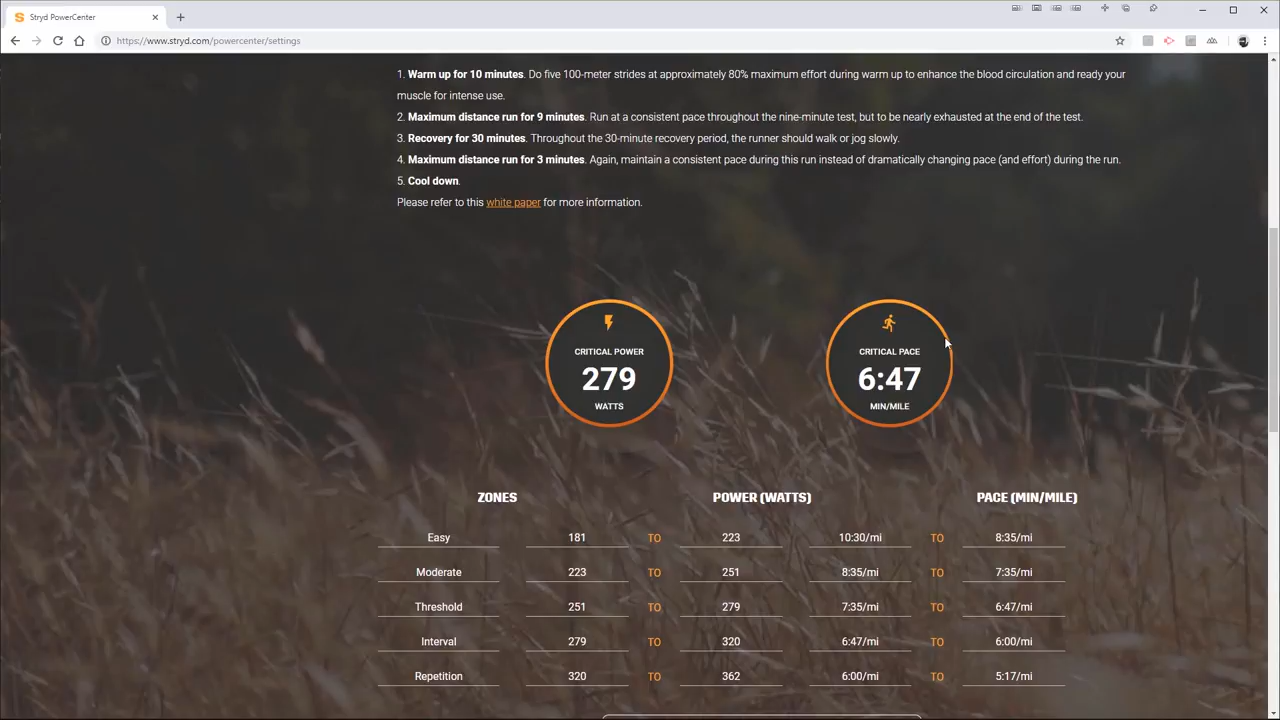 Stryd PowerCenter
https://www.stryd.com/powercenter/settings
1. Warm up for 10 minutes. Do five 100-meter strides at approximately 80% maximum effort during warm up to enhance the blood circulation and ready your
muscle for intense use.
2. Maximum distance run for 9 minutes. Run at a consistent pace throughout the nine-minute test, but to be nearly exhausted at the end of the test.
3. Recovery for 30 minutes. Throughout the 30-minute recovery period, the runner should walk or jog slowly.
4. Maximum distance run for 3 minutes. Again, maintain a consistent pace during this run instead of dramatically changing pace (and effort) during the run.
5. Cool down.
Please refer to this white paper for more information.
CRITICAL POWER
279
WATTS
CRITICAL PACE
6:47
MIN/MILE
ZONES POWER (WATTS) PACE (MIN/MILE)
Easy 181 TO 223 10:30/mi TO 8:35/mi
Moderate 223 TO 251 8:35/mi TO 7:35/mi
Threshold 251 TO 279 7:35/mi TO 6:47/mi
Interval 279 TO 320 6:47/mi TO 6:00/mi
Repetition 320 TO 362 6:00/mi TO 5:17/mi